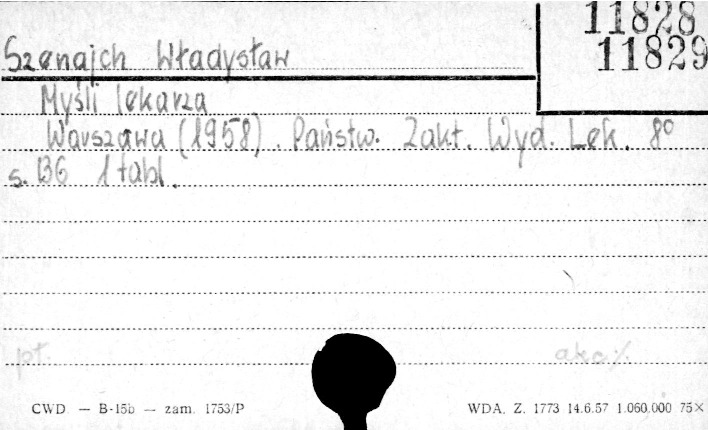 11828
11829
Szenajch Władysław
Myśli lekarza
Warszawa (1958). Państw. Zakł. Wyd. Lek. 8°
s. 136 1 tabl.
pt.
CWD — B-15b — zam. 1753/P
WDA. Z. 1773 14.6.57 1.060.000 75×